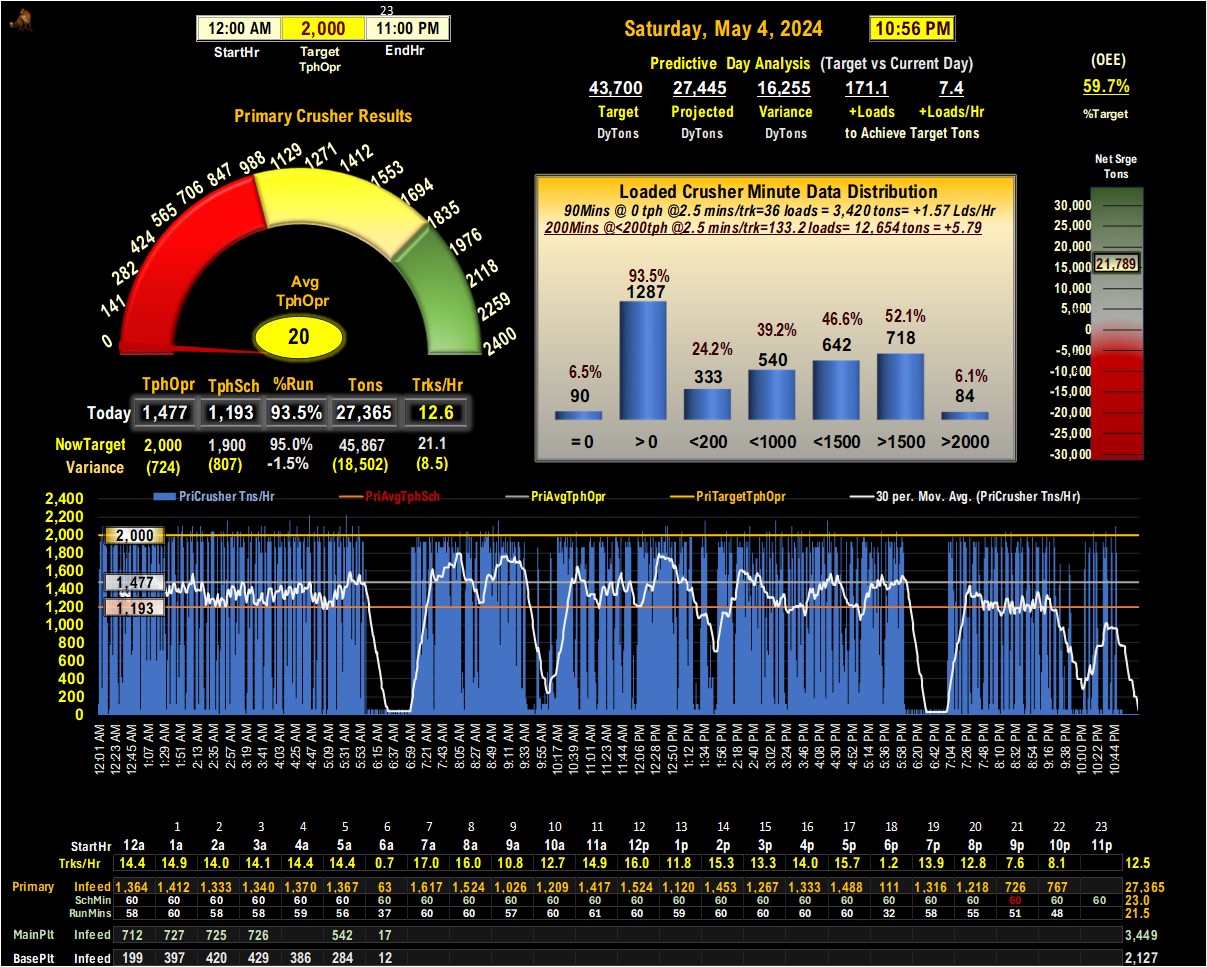 23
12:00 AM 2,000 11:00 PM
StartHr Target TphOpr EndHr
Saturday, May 4, 2024 10:56 PM
Predictive Day Analysis (Target vs Current Day)
43,700 27,445 16,255 171.1 7.4
Target Projected Variance +Loads +Loads/Hr
DyTons DyTons DyTons to Achieve Target Tons
(OEE)
59.7%
%Target
Primary Crusher Results
0 141 282 424 565 706 847 988 1129 1271 1412 1553 1694 1835 1976 2118 2259 2400
Avg
TphOpr
20
TphOpr TphSch %Run Tons Trks/Hr
Today 1,477 1,193 93.5% 27,365 12.6
NowTarget 2,000 1,900 95.0% 45,867 21.1
Variance (724) (807) -1.5% (18,502) (8.5)
Loaded Crusher Minute Data Distribution
90Mins @ 0 tph @2.5 mins/trk=36 loads = 3,420 tons= +1.57 Lds/Hr
200Mins @<200tph @2.5 mins/trk=133.2 loads= 12,654 tons = +5.79
6.5% 93.5% 24.2% 39.2% 46.6% 52.1% 6.1%
90 1287 333 540 642 718 84
=0 >0 <200 <1000 <1500 >1500 >2000
Net Srge
Tons
30,000
25,000
20,000
15,000
21,789
10,000
5,000
0
-5,000
-10,000
-15,000
-20,000
-25,000
-30,000
PriCrusher Tns/Hr PriAvgTphSch PriAvgTphOpr PriTargetTphOpr 30 per. Mov. Avg. (PriCrusher Tns/Hr)
2,400
2,200
2,000
1,800
1,600
1,400
1,200
1,000
800
600
400
200
0
2,000
1,477
1,193
12:01 AM 12:23 AM 12:45 AM 1:07 AM 1:29 AM 1:51 AM 2:13 AM 2:35 AM 2:57 AM 3:19 AM 3:41 AM 4:03 AM 4:25 AM 4:47 AM 5:09 AM 5:31 AM 5:53 AM 6:15 AM 6:37 AM 6:59 AM 7:21 AM 7:43 AM 8:05 AM 8:27 AM 8:49 AM 9:11 AM 9:33 AM 9:55 AM 10:17 AM 10:39 AM 11:01 AM 11:23 AM 11:44 AM 12:06 PM 12:28 PM 12:50 PM 1:12 PM 1:34 PM 1:56 PM 2:18 PM 2:40 PM 3:02 PM 3:24 PM 3:46 PM 4:08 PM 4:30 PM 4:52 PM 5:14 PM 5:36 PM 5:58 PM 6:20 PM 6:42 PM 7:04 PM 7:26 PM 7:48 PM 8:10 PM 8:32 PM 8:54 PM 9:16 PM 9:38 PM 10:00 PM 10:22 PM 10:44 PM
1 2 3 4 5 6 7 8 9 10 11 12 13 14 15 16 17 18 19 20 21 22 23
StartHr 12a 1a 2a 3a 4a 5a 6a 7a 8a 9a 10a 11a 12p 1p 2p 3p 4p 5p 6p 7p 8p 9p 10p 11p
Trks/Hr 14.4 14.9 14.0 14.1 14.4 14.4 0.7 17.0 16.0 10.8 12.7 14.9 16.0 11.8 15.3 13.3 14.0 15.7 1.2 13.9 12.8 7.6 8.1 12.5
Primary Infeed 1,364 1,412 1,333 1,340 1,370 1,367 63 1,617 1,524 1,026 1,209 1,417 1,524 1,120 1,453 1,267 1,333 1,488 111 1,316 1,218 726 767 27,365
SchMin 60 60 60 60 60 60 60 60 60 60 60 60 60 60 60 60 60 60 60 60 60 60 60 60 23.0
RunMins 58 60 58 58 59 56 37 60 60 57 60 61 60 59 60 60 60 60 32 58 55 51 48 21.5
MainPlt Infeed 712 727 725 726 542 17 3,449
BasePlt Infeed 199 397 420 429 386 284 12 2,127